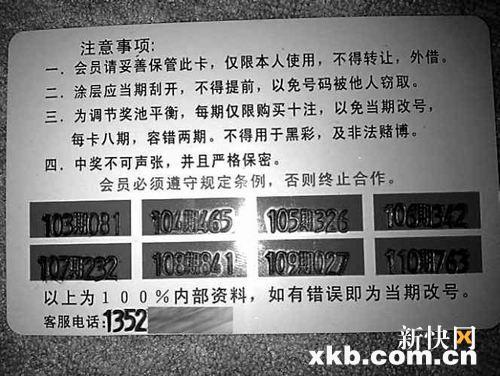 注意事项:
一．会员请妥善保管此卡，仅限本人使用，不得转让，外借。
二．涂层应当期刮开，不得提前，以免号码被他人窃取。
三．为调节奖池平衡，每期仅限购买十注，以免当期改号，
每卡八期，容错两期。不得用于黑彩，及非法赌博。
四．中奖不可声张，并且严格保密。
会员必须遵守规定条例，否则终止合作。
103期081 104期465 105期326 106期342
107期232 108期841 109期027 110期763
以上为100%内部资料，如有错误即为当期改号。
客服电话:1352
新快网
xkb.com.cn